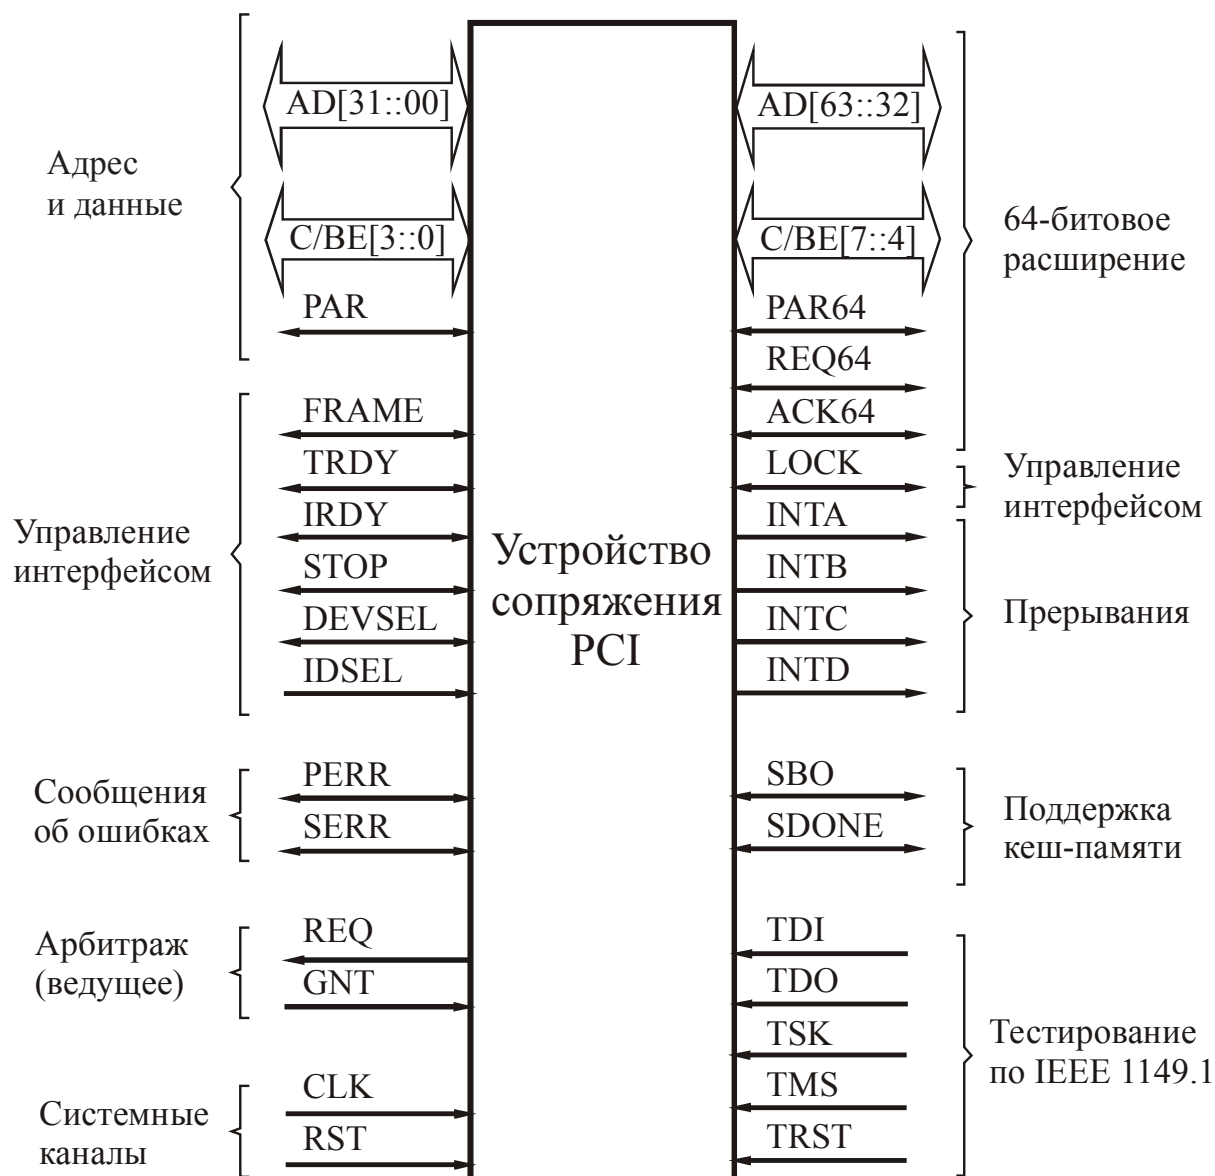 Адрес
и данные
AD[31::00]
C/BE[3::0]
PAR
Управление
интерфейсом
FRAME
TRDY
IRDY
STOP
DEVSEL
IDSEL
Сообщения
об ошибках
PERR
SERR
Арбитраж
(ведущее)
REQ
GNT
Системные
каналы
CLK
RST
Устройство
сопряжения
PCI
AD[63::32]
C/BE[7::4]
PAR64
REQ64
ACK64
64-битовое
расширение
LOCK
Управление
интерфейсом
INTA
INTB
INTC
INTD
Прерывания
SBO
SDONE
Поддержка
кеш-памяти
TDI
TDO
TSK
TMS
TRST
Тестирование
по IEEE 1149.1